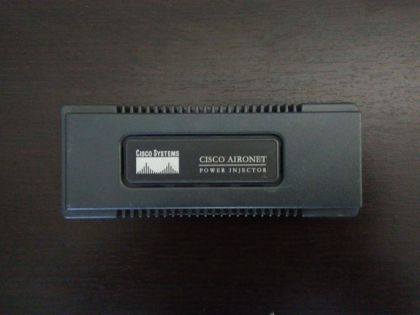 CISCO SYSTEMS
CISCO AIRONET
POWER INJECTOR